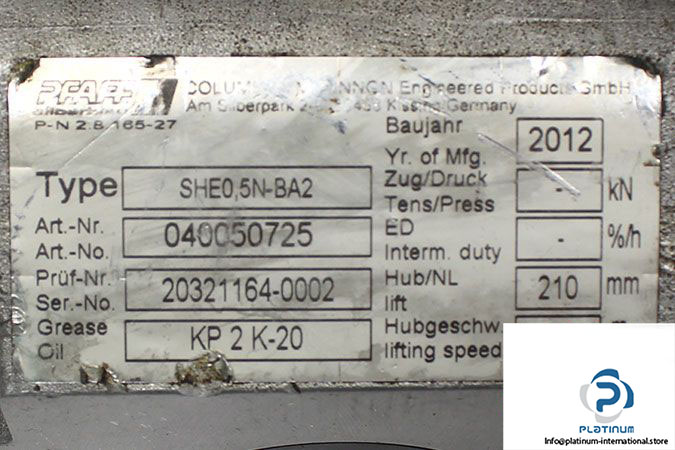 PFAFF
silberblau
COLUMBUS McKINNON Engineered Products GmbH
Am Silberpark Kissing/Germany
P-N 2.8.165-27
Type SHE0,5N-BA2
Art.-Nr.
Art.-No. 040050725
Prüf-Nr.
Ser.-No. 20321164-0002
Grease
Oil KP 2 K-20
Baujahr
Yr. of Mfg. 2012
Zug/Druck
Tens/Press - kN
ED
Interm. duty - %/h
Hub/NL
lift 210 mm
Hubgeschw.
lifting speed
PLATINUM
Info@platinum-international.store